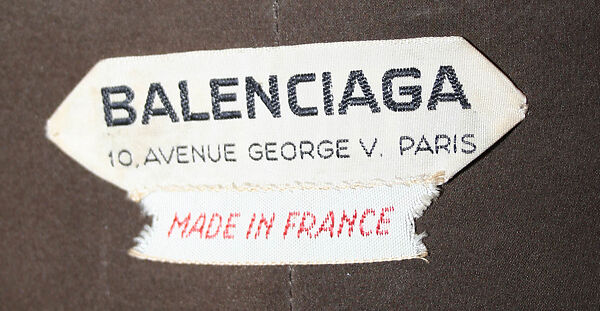 BALENCIAGA
10, AVENUE GEORGE V. PARIS
MADE IN FRANCE